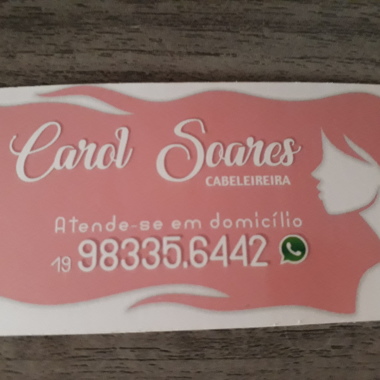 Carol Soares
CABELEIREIRA
Atende-se em domicílio
19 98335.6442